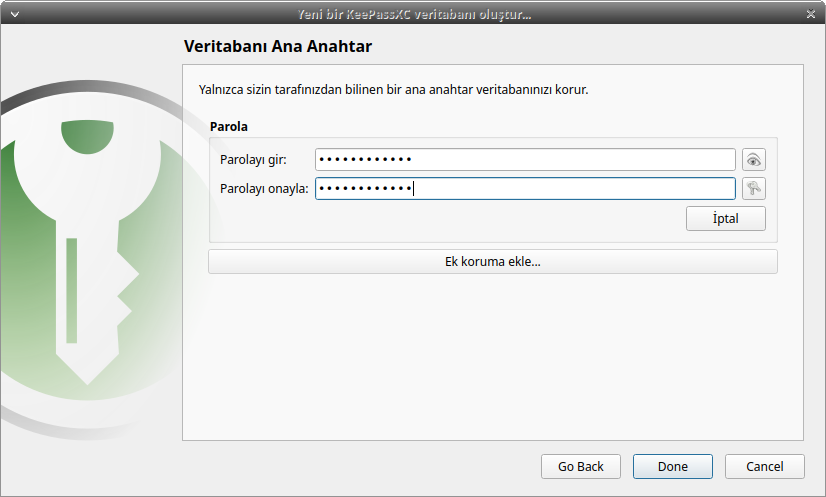 Yeni bir KeePassXC veritabanı oluştur...
Veritabanı Ana Anahtar
Yalnızca sizin tarafınızdan bilinen bir ana anahtar veritabanınızı korur.
Parola
Parolayı gir: ••••••••••••
Parolayı onayla: ••••••••••••
İptal
Ek koruma ekle...
Go Back Done Cancel